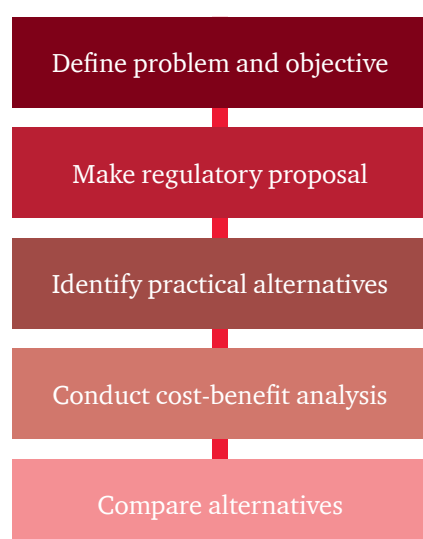 Define problem and objective
Make regulatory proposal
Identify practical alternatives
Conduct cost-benefit analysis
Compare alternatives